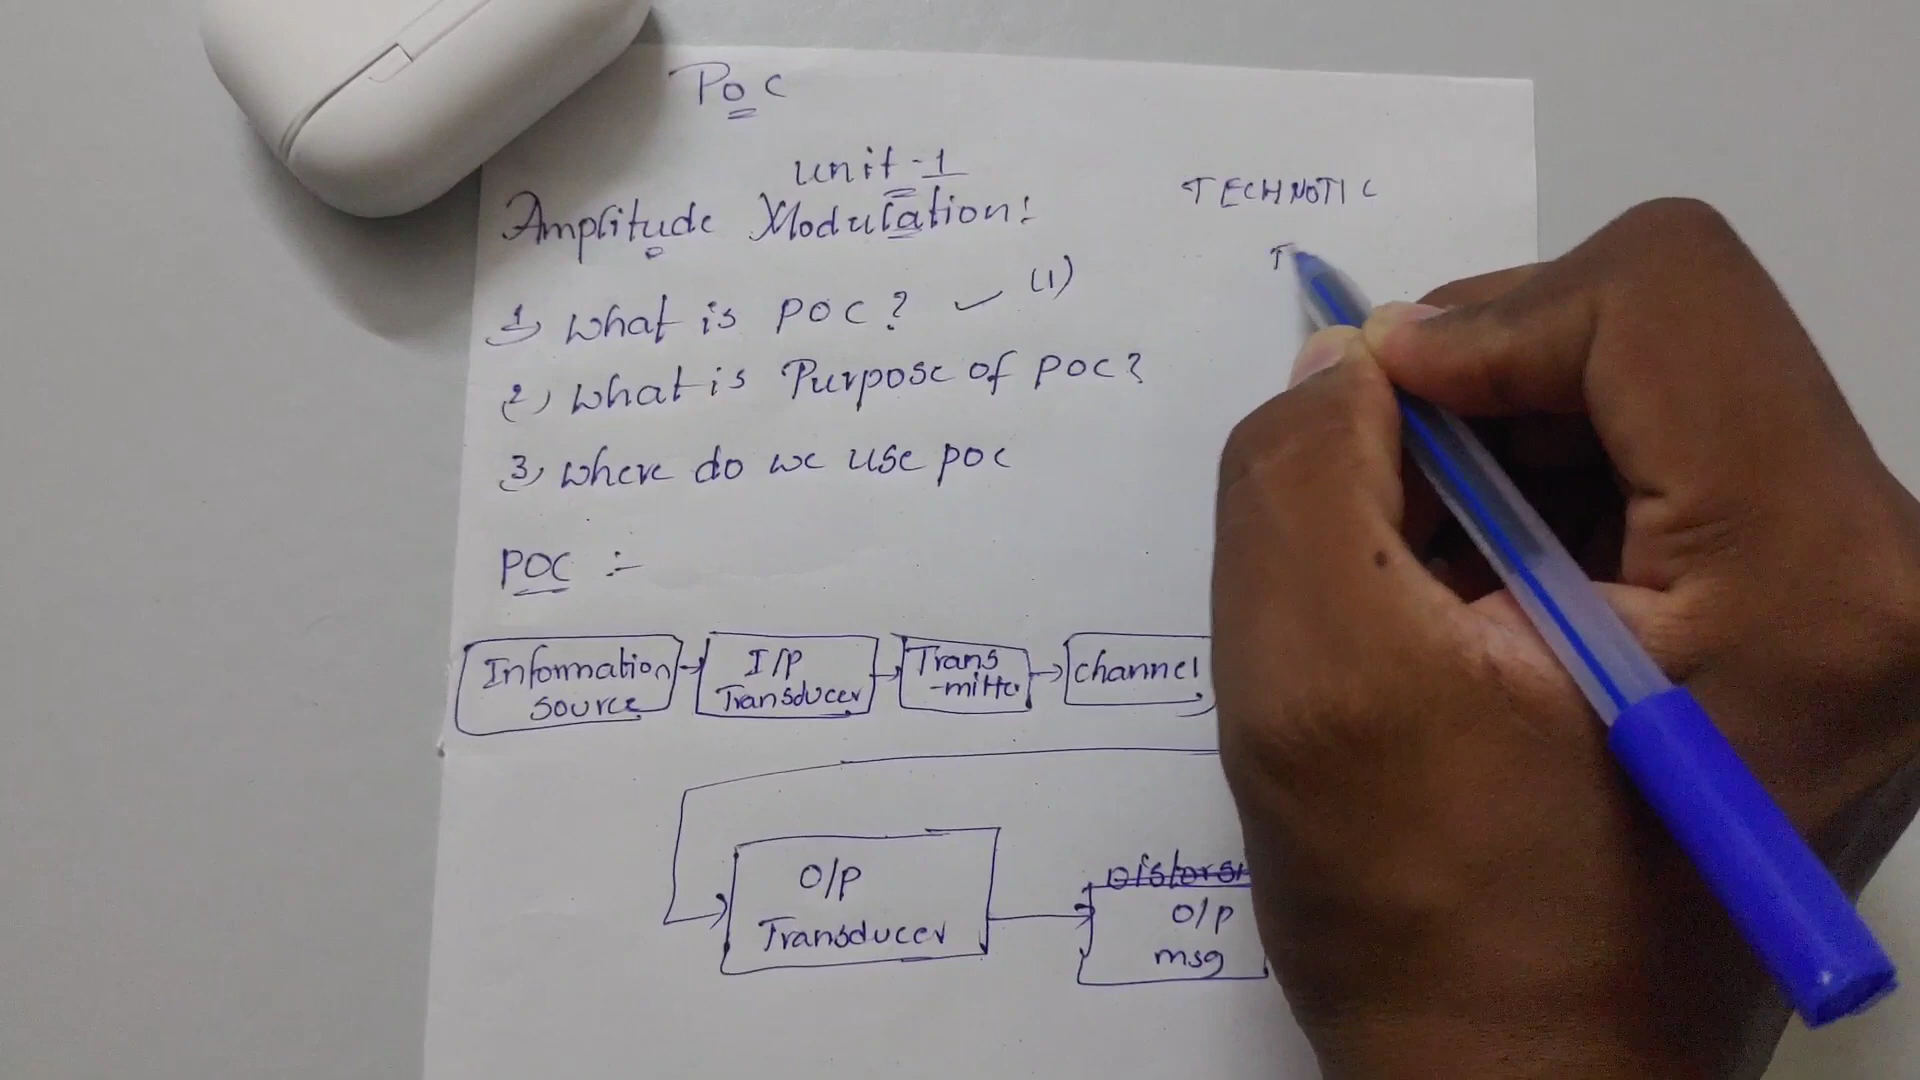 POC
Unit-1
Amplitude Modulation:
TECHNOTIC
T
1) What is POC? ✓ (1)
2) What is Purpose of POC?
3) Where do we use POC
POC :-
Information
Source
I/P
Transducer
Trans
-mitter
Channel
O/P
Transducer
O/P
msg